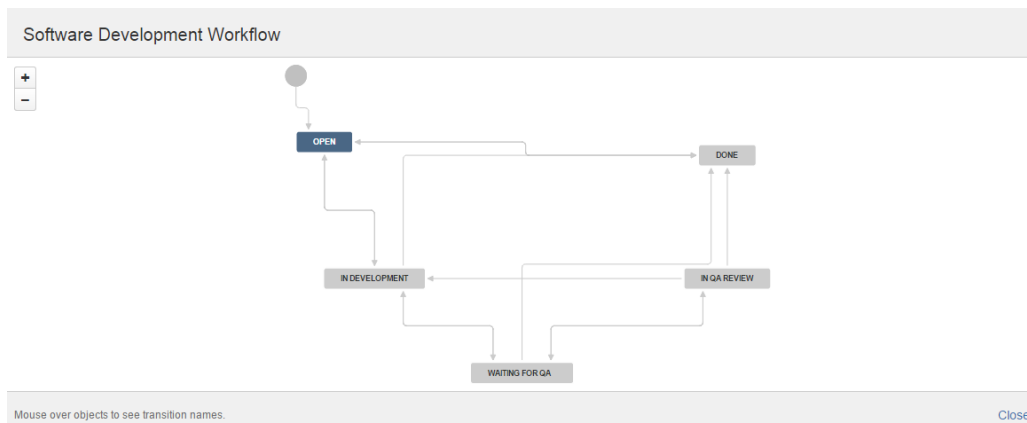 Software Development Workflow
+
−
OPEN
DONE
IN DEVELOPMENT
IN QA REVIEW
WAITING FOR QA
Mouse over objects to see transition names.
Close